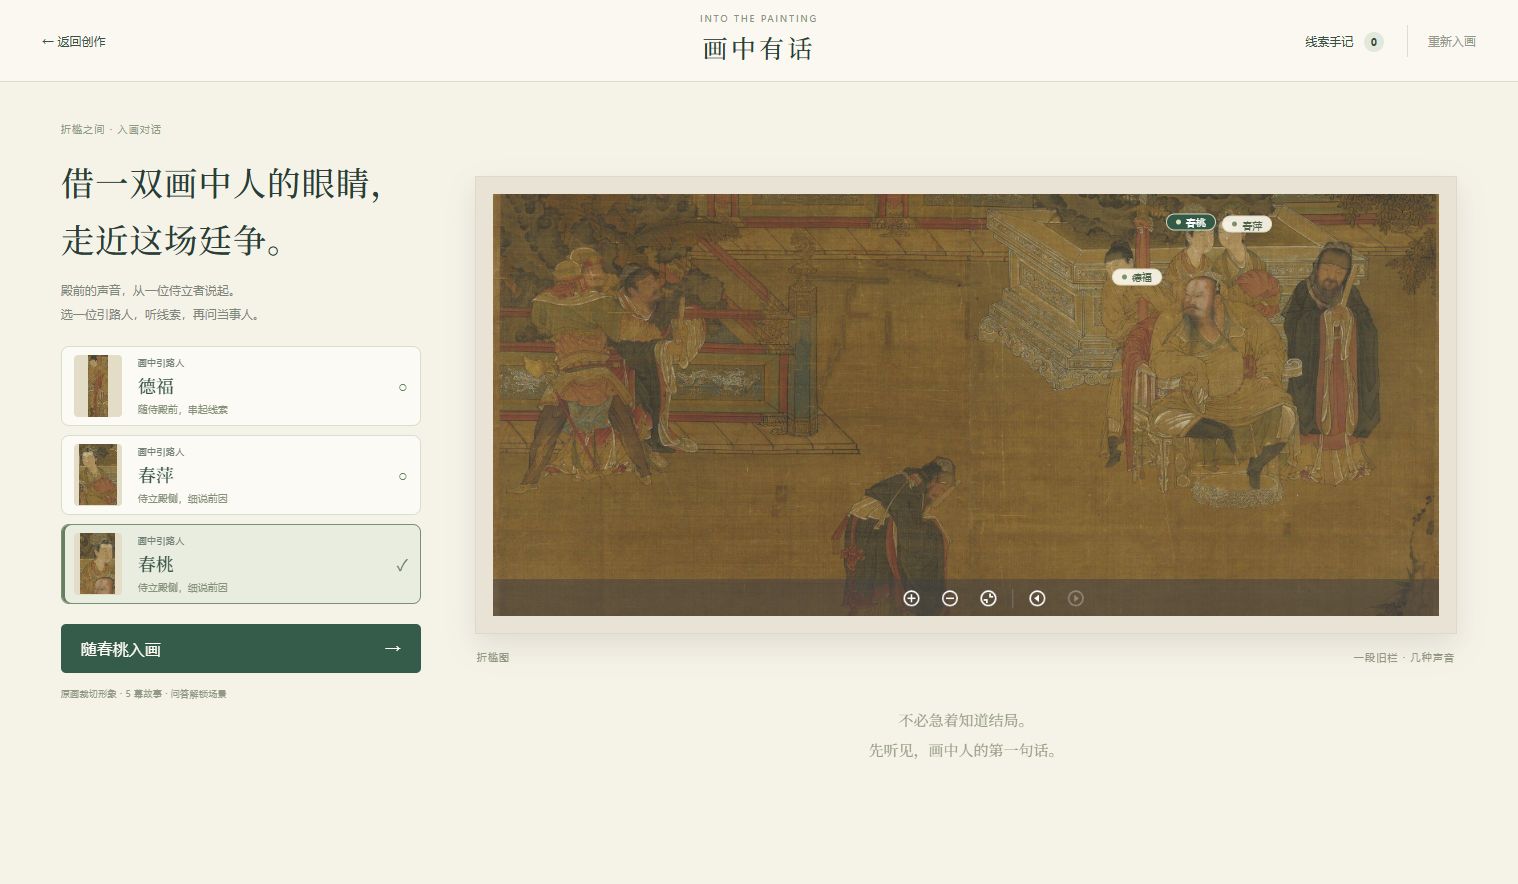 ← 返回创作
INTO THE PAINTING
画中有话
线索手记 0
重新入画
折槛之间 · 入画对话
借一双画中人的眼睛，
走近这场廷争。
殿前的声音，从一位侍立者说起。
选一位引路人，听线索，再问当事人。
画中引路人
德福
随侍殿前，串起线索
画中引路人
春萍
侍立殿侧，细说前因
画中引路人
春桃
侍立殿侧，细说前因
随春桃入画 →
原画裁切形象 · 5 幕故事 · 问答解锁场景
春桃
春萍
德福
折槛图
一段旧栏 · 几种声音
不必急着知道结局。
先听见，画中人的第一句话。